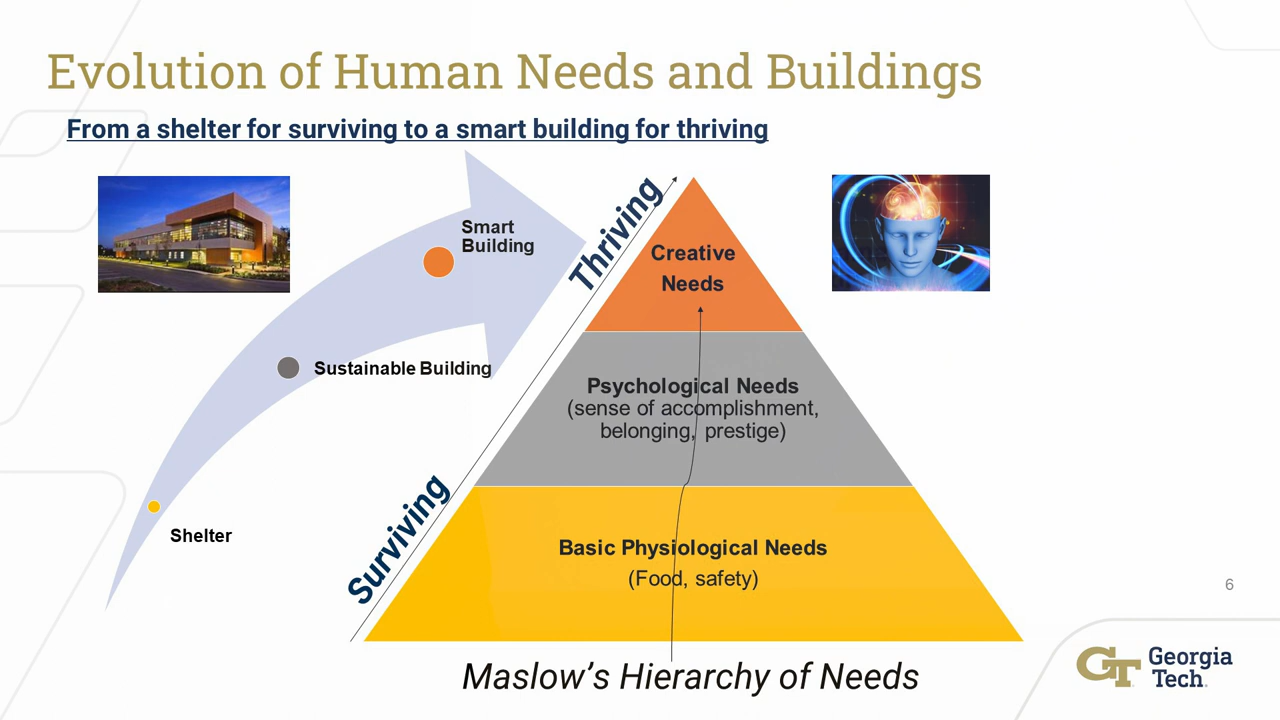 Evolution of Human Needs and Buildings
From a shelter for surviving to a smart building for thriving
Smart
Building
Sustainable Building
Shelter
Thriving
Surviving
Creative
Needs
Psychological Needs
(sense of accomplishment,
belonging, prestige)
Basic Physiological Needs
(Food, safety)
Maslow’s Hierarchy of Needs
6
GT
Georgia
Tech.